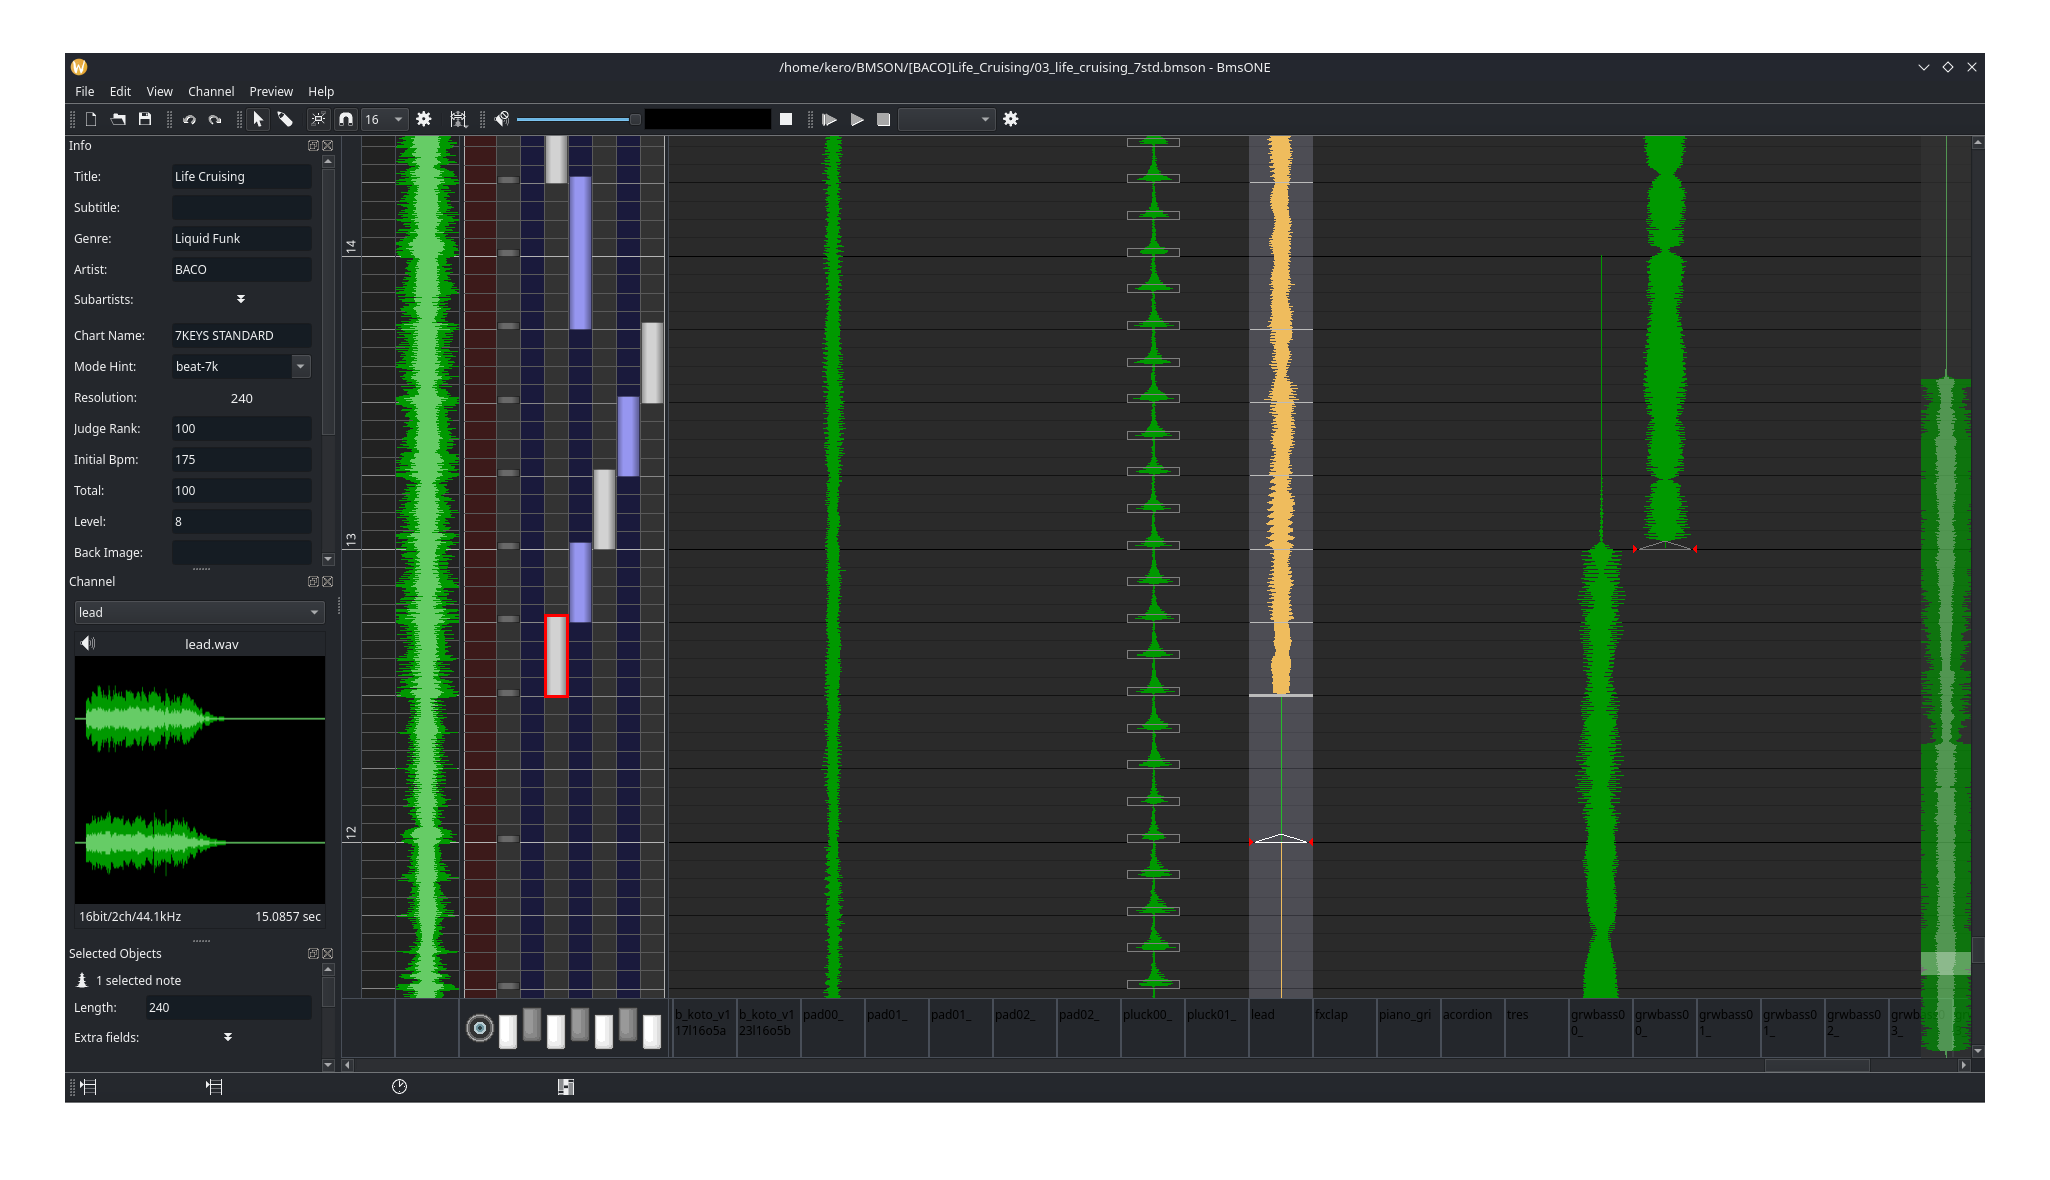 /home/kero/BMSON/[BACO]Life_Cruising/03_life_cruising_7std.bmson - BmsONE
File Edit View Channel Preview Help
16
Info
Title: Life Cruising
Subtitle:
Genre: Liquid Funk
Artist: BACO
Subartists:
Chart Name: 7KEYS STANDARD
Mode Hint: beat-7k
Resolution: 240
Judge Rank: 100
Initial Bpm: 175
Total: 100
Level: 8
Back Image:
Channel
lead
lead.wav
16bit/2ch/44.1kHz 15.0857 sec
Selected Objects
1 selected note
Length: 240
Extra fields:
14
13
12
b_koto_v1
17l16o5a
b_koto_v1
23l16o5b
pad00_
pad01_
pad01_
pad02_
pad02_
pluck00_
pluck01_
lead
fxclap
piano_gri
acordion
tres
grwbass0
0_
grwbass0
0_
grwbass0
1_
grwbass0
1_
grwbass0
2_
grwb
3_